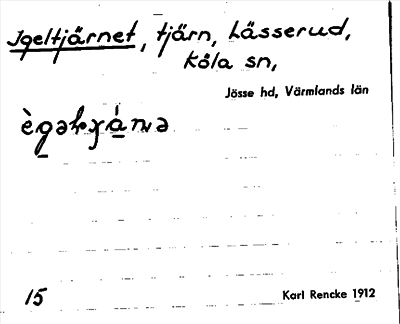 Igeltjärnet, tjärn, Lässerud,
Köla sn,
Jösse hd, Värmlands län
15
Karl Rencke 1912